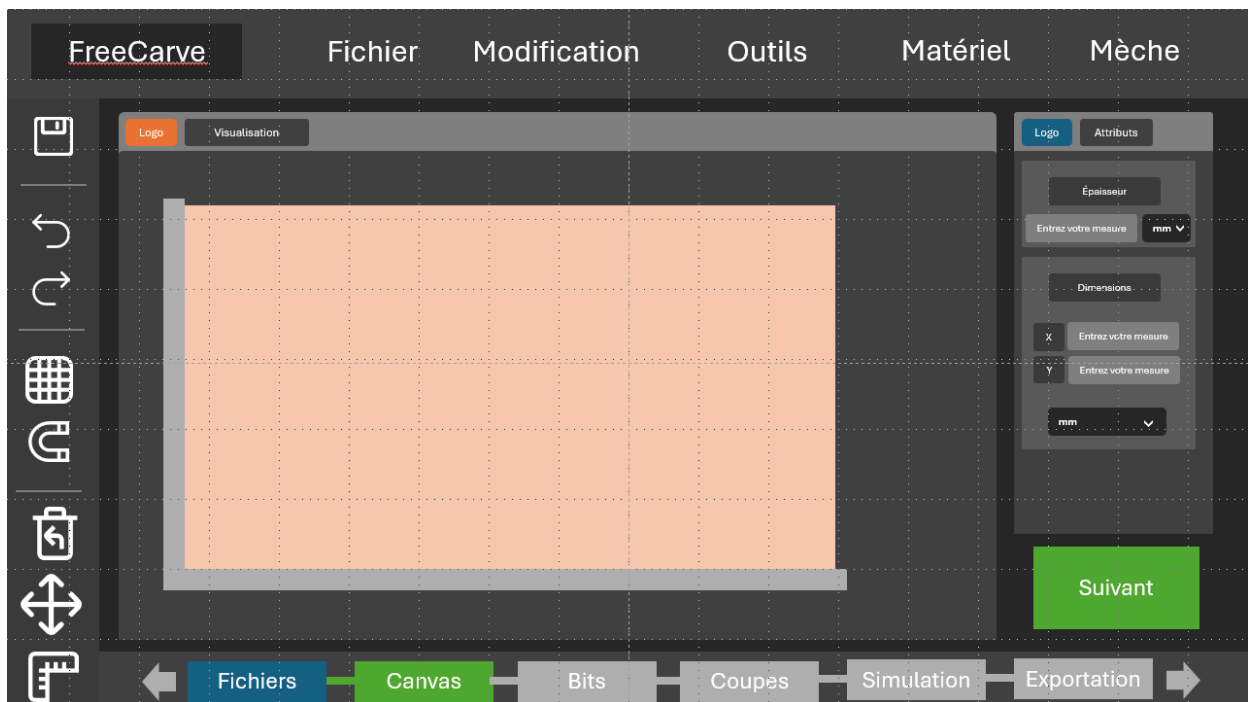 FreeCarve Fichier Modification Outils Matériel Mèche
Logo Visualisation
Logo Attributs
Épaisseur
Entrez votre mesure mm
Dimensions
X Entrez votre mesure
Y Entrez votre mesure
mm
Suivant
Fichiers Canvas Bits Coupes Simulation Exportation